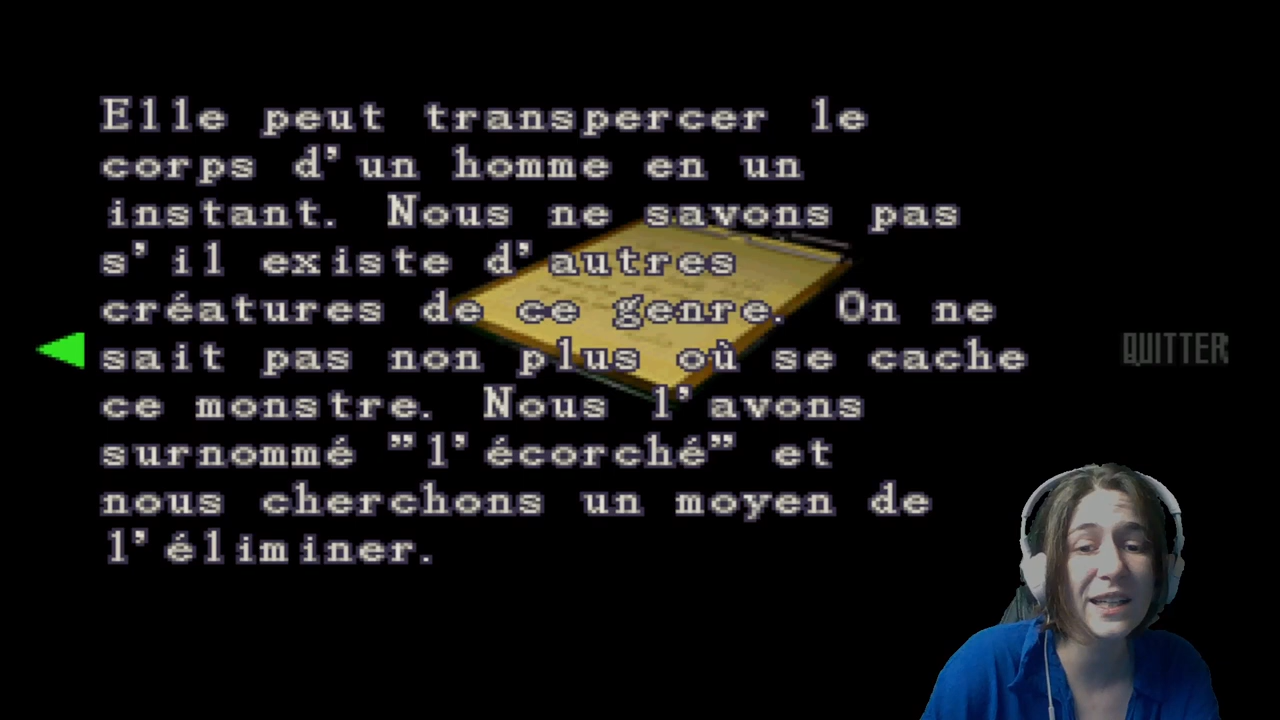 Elle peut transpercer le
corps d'un homme en un
instant. Nous ne savons pas
s'il existe d'autres
créatures de ce genre. On ne
sait pas non plus où se cache
ce monstre. Nous l'avons
surnommé "l'écorché" et
nous cherchons un moyen de
l'éliminer.
QUITTER